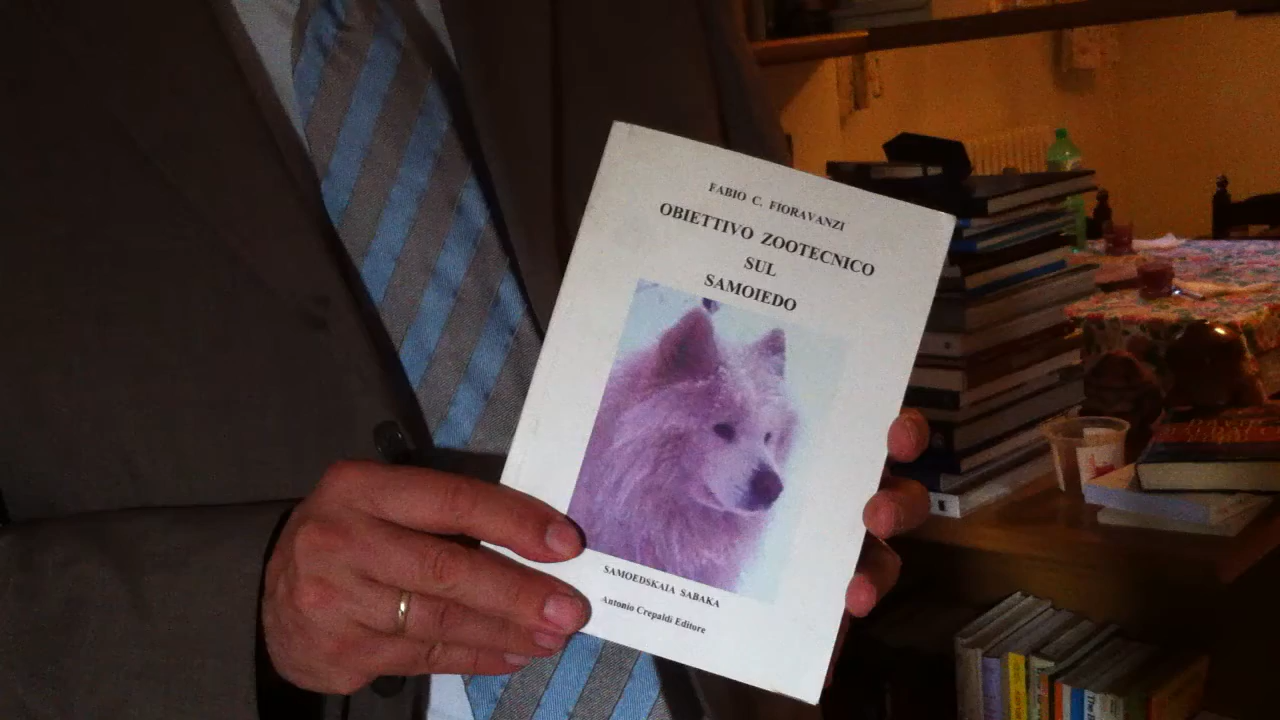 FABIO C. FIORAVANZI
OBIETTIVO ZOOTECNICO
SUL
SAMOIEDO
SAMOEDSKAIA SABAKA
Antonio Crepaldi Editore